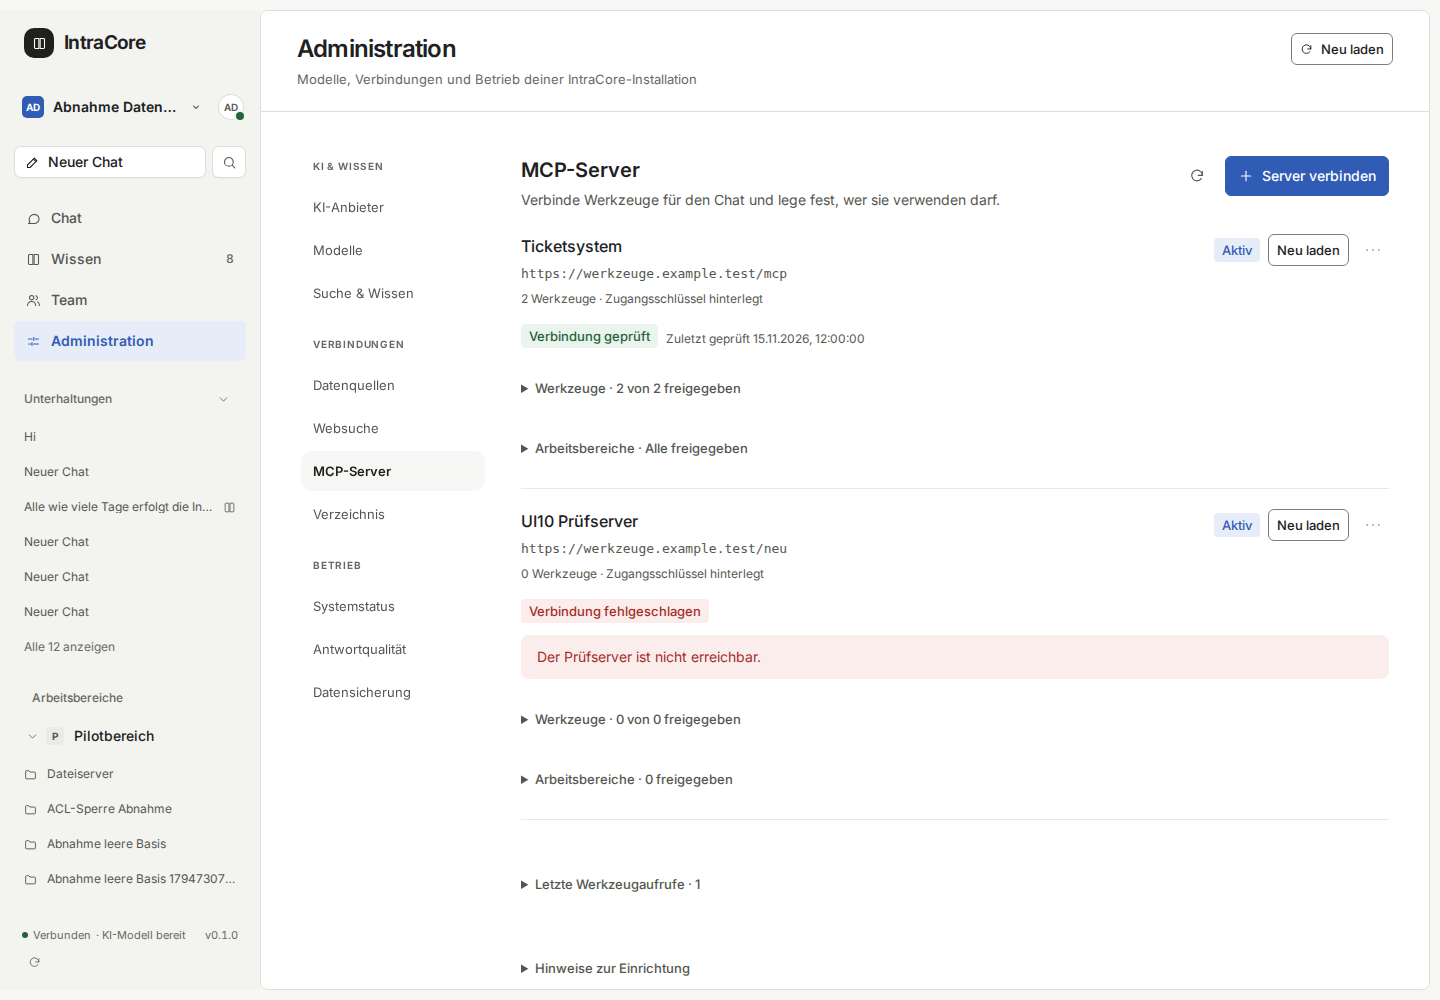 IntraCore
AD Abnahme Daten... AD
Neuer Chat
Chat
Wissen 8
Team
Administration
Unterhaltungen
Hi
Neuer Chat
Alle wie viele Tage erfolgt die In...
Neuer Chat
Neuer Chat
Neuer Chat
Alle 12 anzeigen
Arbeitsbereiche
P Pilotbereich
Dateiserver
ACL-Sperre Abnahme
Abnahme leere Basis
Abnahme leere Basis 17947307...
Verbunden · KI-Modell bereit v0.1.0
Administration
Modelle, Verbindungen und Betrieb deiner IntraCore-Installation
Neu laden
KI & WISSEN
KI-Anbieter
Modelle
Suche & Wissen
VERBINDUNGEN
Datenquellen
Websuche
MCP-Server
Verzeichnis
BETRIEB
Systemstatus
Antwortqualität
Datensicherung
MCP-Server
Verbinde Werkzeuge für den Chat und lege fest, wer sie verwenden darf.
Server verbinden
Ticketsystem
Aktiv Neu laden
https://werkzeuge.example.test/mcp
2 Werkzeuge · Zugangsschlüssel hinterlegt
Verbindung geprüft Zuletzt geprüft 15.11.2026, 12:00:00
Werkzeuge · 2 von 2 freigegeben
Arbeitsbereiche · Alle freigegeben
UI10 Prüfserver
Aktiv Neu laden
https://werkzeuge.example.test/neu
0 Werkzeuge · Zugangsschlüssel hinterlegt
Verbindung fehlgeschlagen
Der Prüfserver ist nicht erreichbar.
Werkzeuge · 0 von 0 freigegeben
Arbeitsbereiche · 0 freigegeben
Letzte Werkzeugaufrufe · 1
Hinweise zur Einrichtung